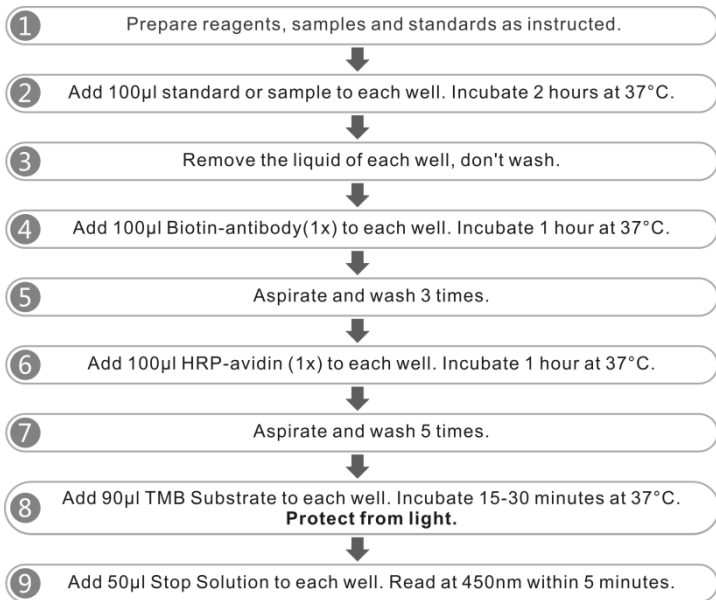 1 Prepare reagents, samples and standards as instructed.
2 Add 100µl standard or sample to each well. Incubate 2 hours at 37°C.
3 Remove the liquid of each well, don't wash.
4 Add 100µl Biotin-antibody(1x) to each well. Incubate 1 hour at 37°C.
5 Aspirate and wash 3 times.
6 Add 100µl HRP-avidin (1x) to each well. Incubate 1 hour at 37°C.
7 Aspirate and wash 5 times.
8 Add 90µl TMB Substrate to each well. Incubate 15-30 minutes at 37°C.
Protect from light.
9 Add 50µl Stop Solution to each well. Read at 450nm within 5 minutes.